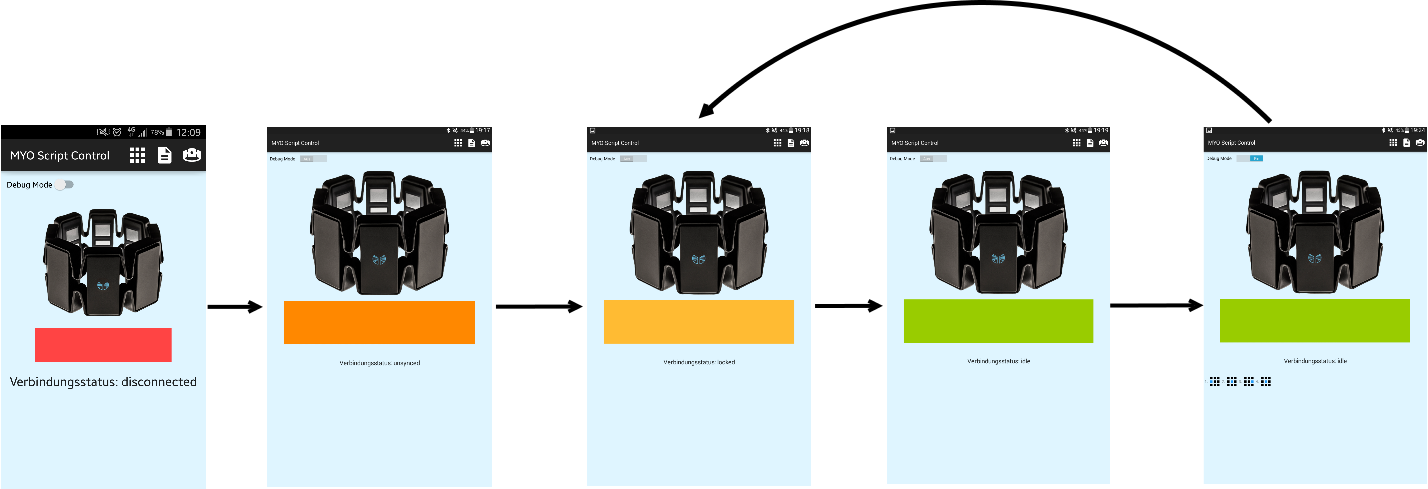 4G 78% 12:09
MYO Script Control
Debug Mode
Verbindungsstatus: disconnected
19:17
MYO Script Control
Debug Mode
Verbindungsstatus: unsynced
19:18
MYO Script Control
Debug Mode
Verbindungsstatus: locked
19:19
MYO Script Control
Debug Mode
Verbindungsstatus: idle
MYO Script Control
Debug Mode
Verbindungsstatus: idle